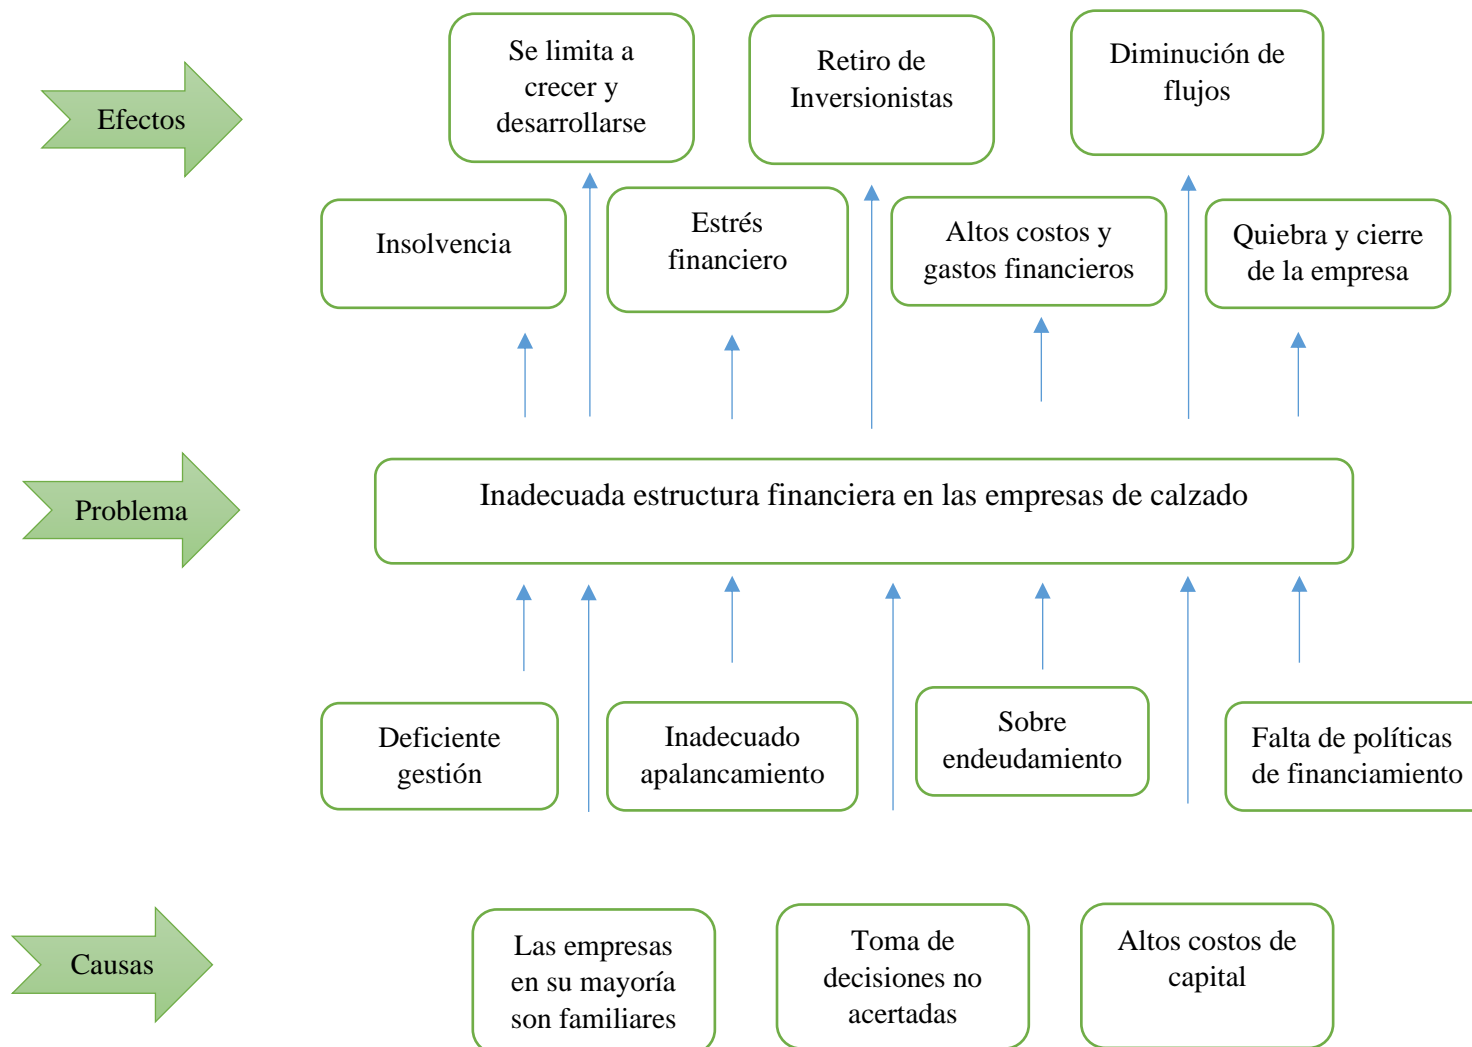 Se limita a
crecer y
desarrollarse
Retiro de
Inversionistas
Diminución de
flujos
Efectos
Insolvencia
Estrés
financiero
Altos costos y
gastos financieros
Quiebra y cierre
de la empresa
Problema
Inadecuada estructura financiera en las empresas de calzado
Deficiente
gestión
Inadecuado
apalancamiento
Sobre
endeudamiento
Falta de políticas
de financiamiento
Causas
Las empresas
en su mayoría
son familiares
Toma de
decisiones no
acertadas
Altos costos de
capital